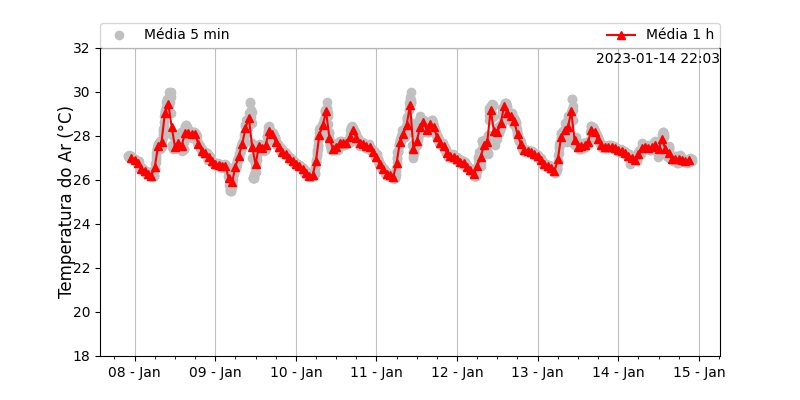 Média 5 min
Média 1 h
2023-01-14 22:03
Temperatura do Ar (°C)
32
30
28
26
24
22
20
18
08 - Jan
09 - Jan
10 - Jan
11 - Jan
12 - Jan
13 - Jan
14 - Jan
15 - Jan